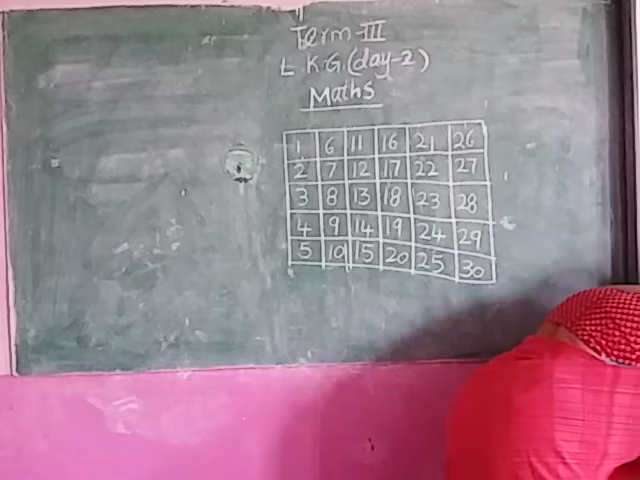 Term-III
L.K.G.(day-2)
Maths
1 6 11 16 21 26
2 7 12 17 22 27
3 8 13 18 23 28
4 9 14 19 24 29
5 10 15 20 25 30